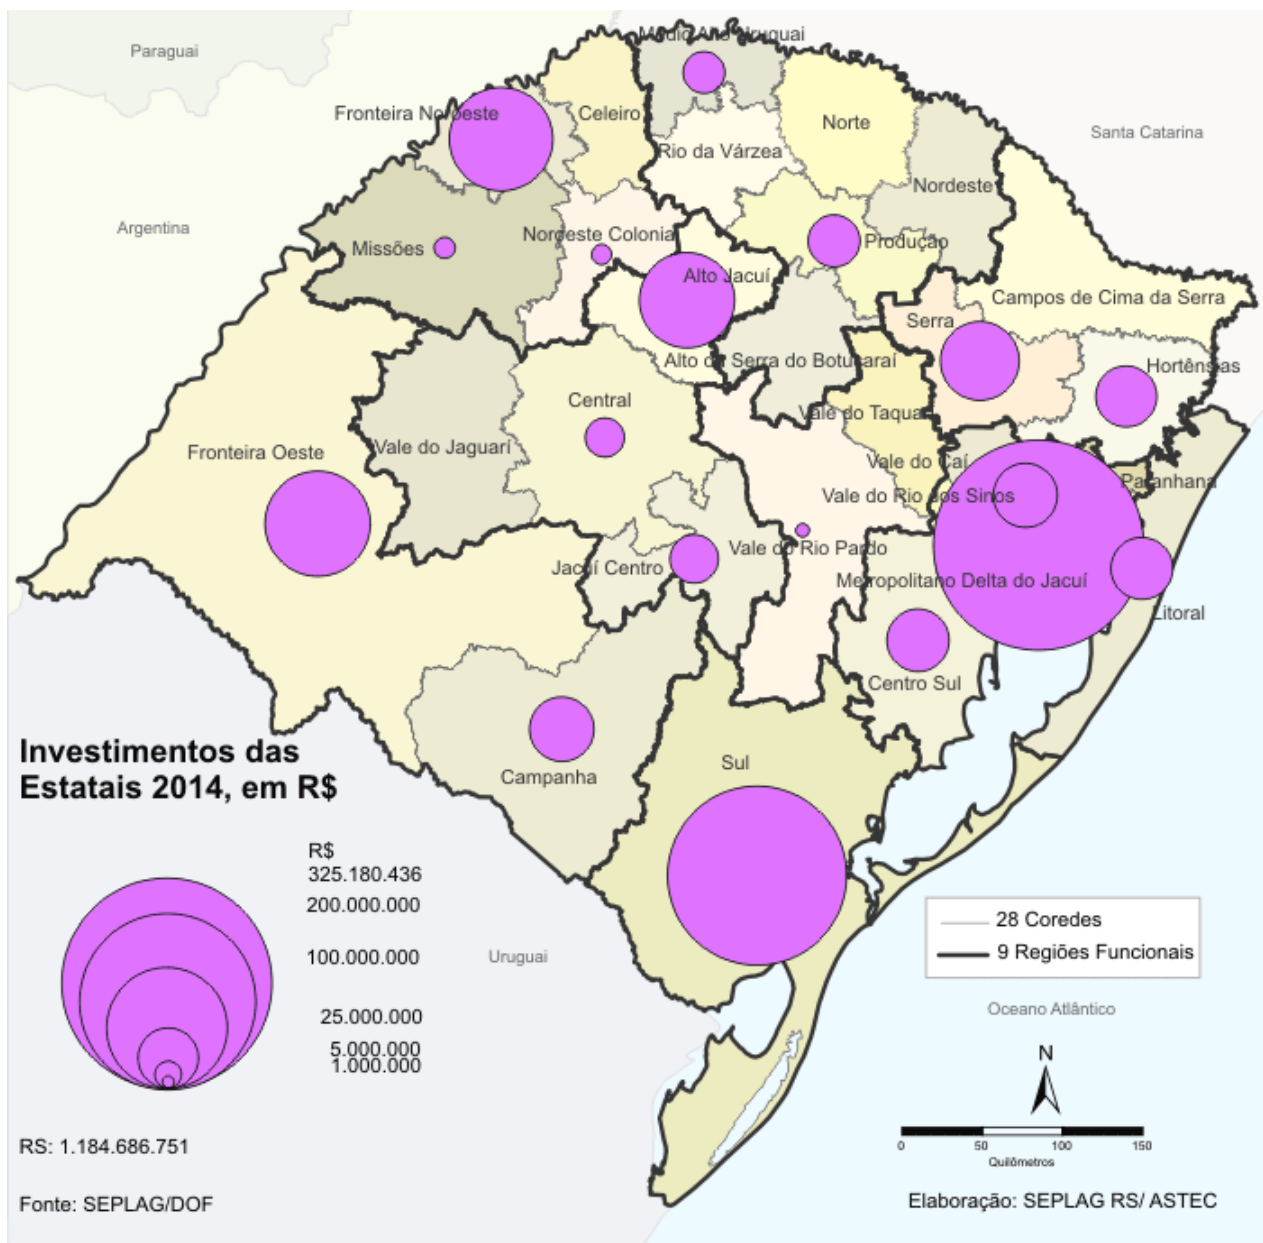 Paraguai
Médio Alto Uruguai
Fronteira Noroeste
Celeiro
Norte
Santa Catarina
Rio da Várzea
Nordeste
Argentina
Missões
Noroeste Colonial
Produção
Alto Jacuí
Campos de Cima da Serra
Serra
Alto da Serra do Botucaraí
Hortênsias
Central
Vale do Taquari
Fronteira Oeste
Vale do Jaguarí
Vale do Caí
Paranhana
Vale do Rio dos Sinos
Vale do Rio Pardo
Jacuí Centro
Metropolitano Delta do Jacuí
Litoral
Centro Sul
Sul
Campanha
Investimentos das
Estatais 2014, em R$
R$
325.180.436
200.000.000
100.000.000
25.000.000
5.000.000
1.000.000
28 Coredes
9 Regiões Funcionais
Uruguai
Oceano Atlântico
N
0 50 100 150
Quilômetros
RS: 1.184.686.751
Fonte: SEPLAG/DOF
Elaboração: SEPLAG RS/ ASTEC